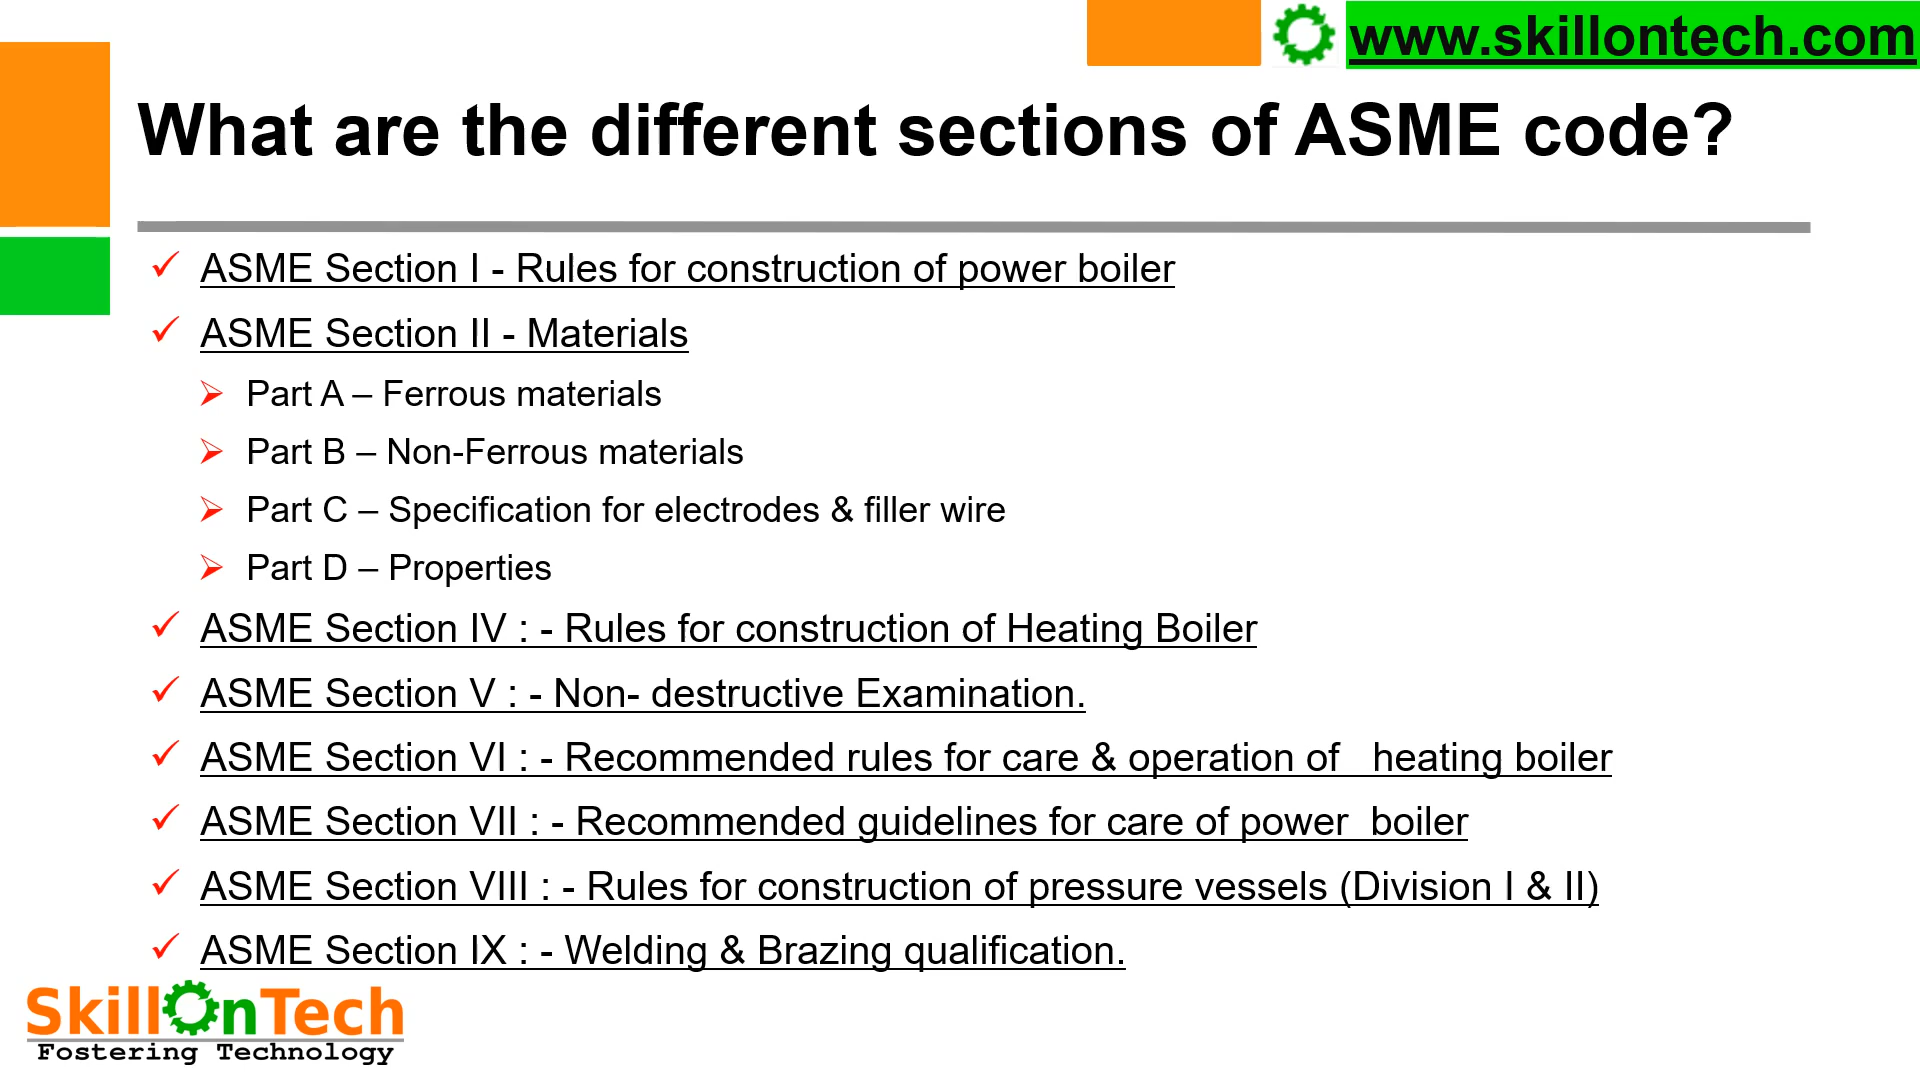 www.skillontech.com
What are the different sections of ASME code?
ASME Section I - Rules for construction of power boiler
ASME Section II - Materials
Part A – Ferrous materials
Part B – Non-Ferrous materials
Part C – Specification for electrodes & filler wire
Part D – Properties
ASME Section IV : - Rules for construction of Heating Boiler
ASME Section V : - Non- destructive Examination.
ASME Section VI : - Recommended rules for care & operation of   heating boiler
ASME Section VII : - Recommended guidelines for care of power  boiler
ASME Section VIII : - Rules for construction of pressure vessels (Division I & II)
ASME Section IX : - Welding & Brazing qualification.
SkillOnTech
Fostering Technology